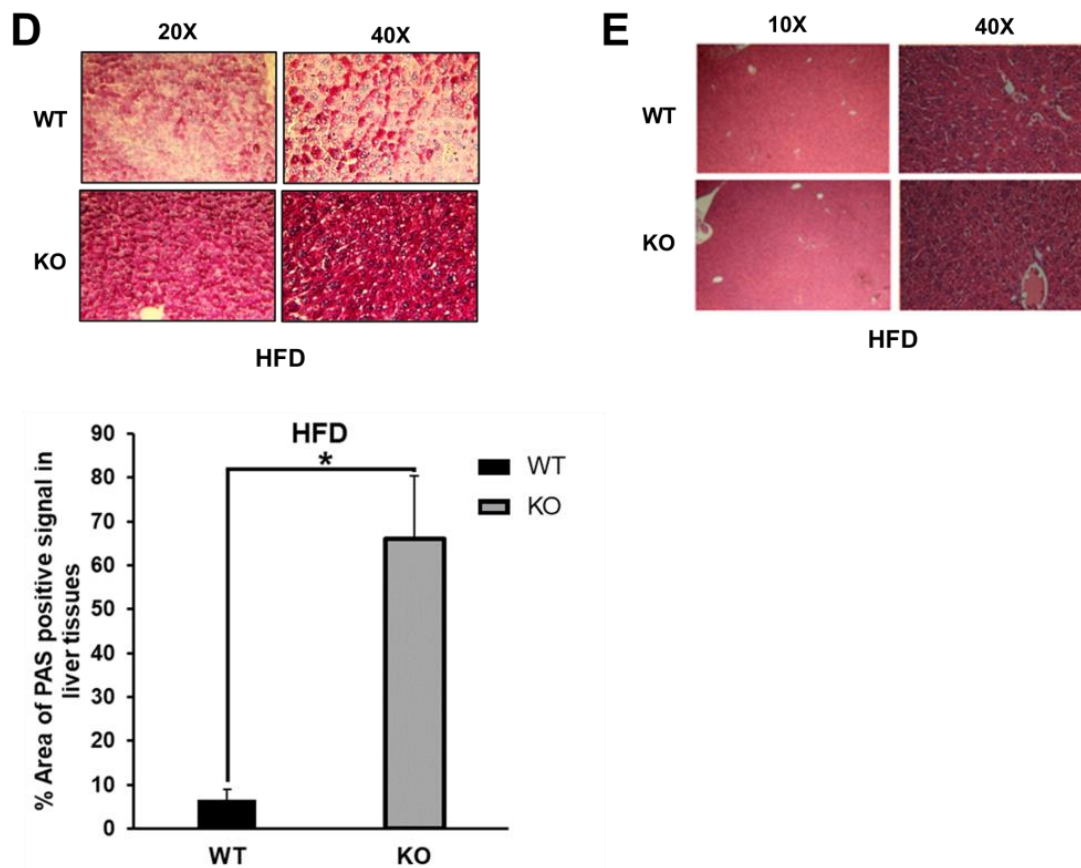 D
20X 40X
WT
KO
HFD
E
10X 40X
WT
KO
HFD
% Area of PAS positive signal in
liver tissues
90
80
70
60
50
40
30
20
10
0
HFD
*
WT
KO
WT KO